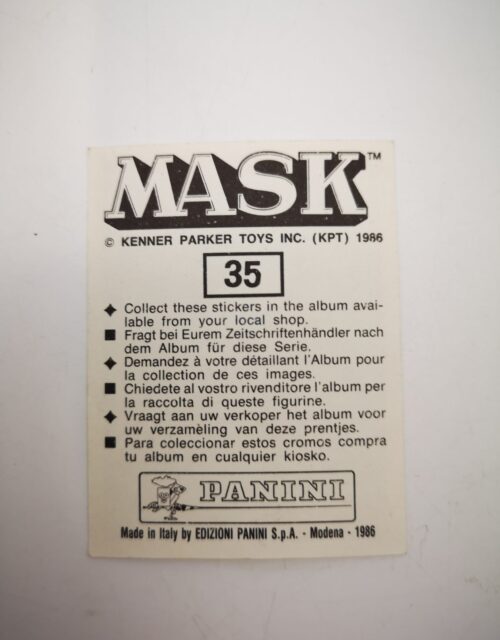 MASK™
© KENNER PARKER TOYS INC. (KPT) 1986
35
◆ Collect these stickers in the album avai-
lable from your local shop.
■ Fragt bei Eurem Zeitschriftenhändler nach
dem Album für diese Serie.
◆ Demandez à votre détaillant l'Album pour
la collection de ces images.
■ Chiedete al vostro rivenditore l'album per
la raccolta di queste figurine.
◆ Vraagt aan uw verkoper het album voor
uw verzamèling van deze prentjes.
■ Para coleccionar estos cromos compra
tu album en cualquier kiosko.
PANINI
Made in Italy by EDIZIONI PANINI S.p.A. - Modena - 1986